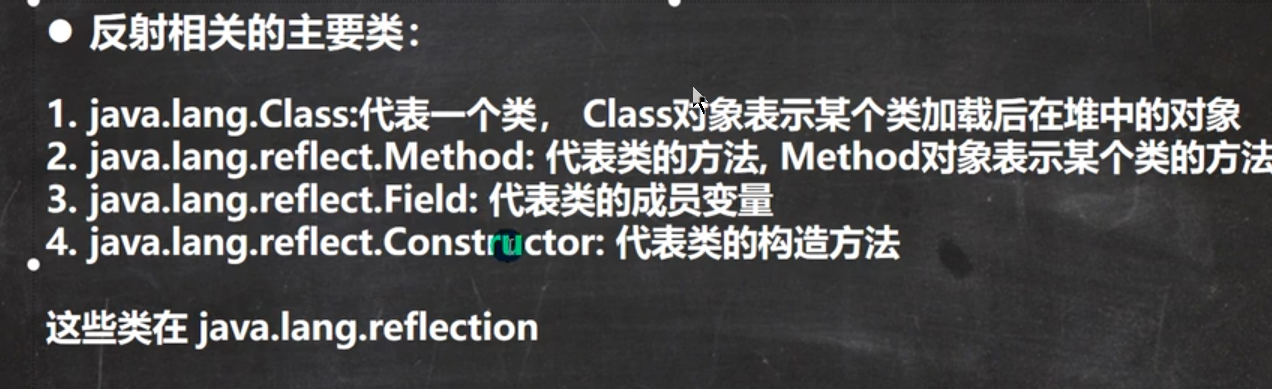 ● 反射相关的主要类：
1. java.lang.Class:代表一个类， Class对象表示某个类加载后在堆中的对象
2. java.lang.reflect.Method: 代表类的方法, Method对象表示某个类的方法
3. java.lang.reflect.Field: 代表类的成员变量
4. java.lang.reflect.Constructor: 代表类的构造方法
这些类在 java.lang.reflection